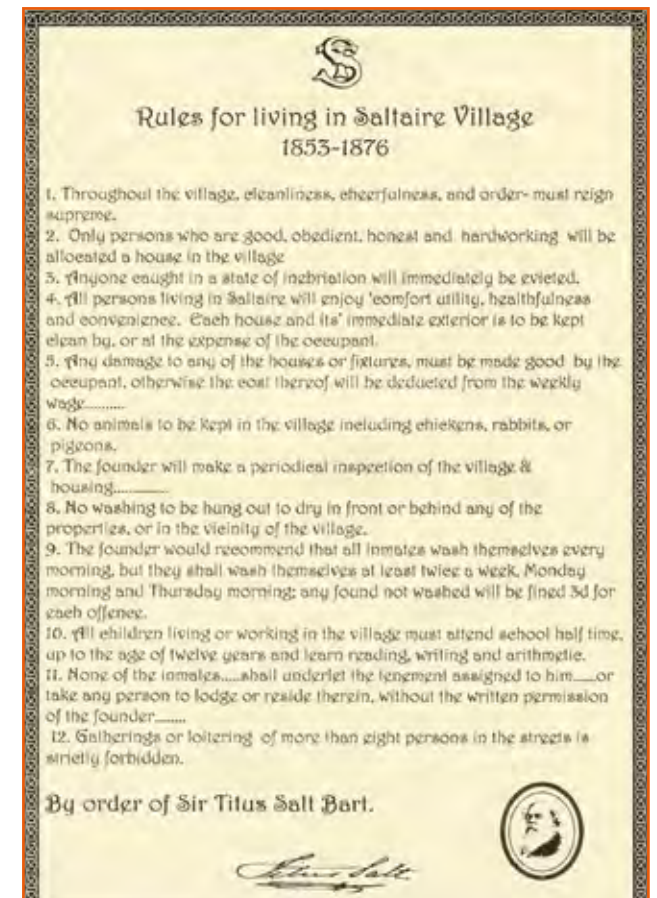 S
Rules for living in Saltaire Village
1853-1876
1. Throughout the village, cleanliness, cheerfulness, and order- must reign
supreme.
2. Only persons who are good, obedient, honest and hardworking will be
allocated a house in the village
3. Anyone caught in a state of inebriation will immediately be evicted.
4. All persons living in Saltaire will enjoy 'comfort utility, healthfulness
and convenience. Each house and its' immediate exterior is to be kept
clean by, or at the expense of the occupant.
5. Any damage to any of the houses or fixtures, must be made good by the
occupant, otherwise the cost thereof will be deducted from the weekly
wage..........
6. No animals to be kept in the village including chickens, rabbits, or
pigeons.
7. The founder will make a periodical inspection of the village &
housing.............
8. No washing to be hung out to dry in front or behind any of the
properties, or in the vicinity of the village.
9. The founder would recommend that all inmates wash themselves every
morning, but they shall wash themselves at least twice a week, Monday
morning and Thursday morning; any found not washed will be fined 3d for
each offence.
10. All children living or working in the village must attend school half time,
up to the age of twelve years and learn reading, writing and arithmetic.
11. None of the inmates.....shall underlet the tenement assigned to him.....or
take any person to lodge or reside therein, without the written permission
of the founder.......
12. Gatherings or loitering of more than eight persons in the streets is
strictly forbidden.
By order of Sir Titus Salt Bart.
Titus Salt